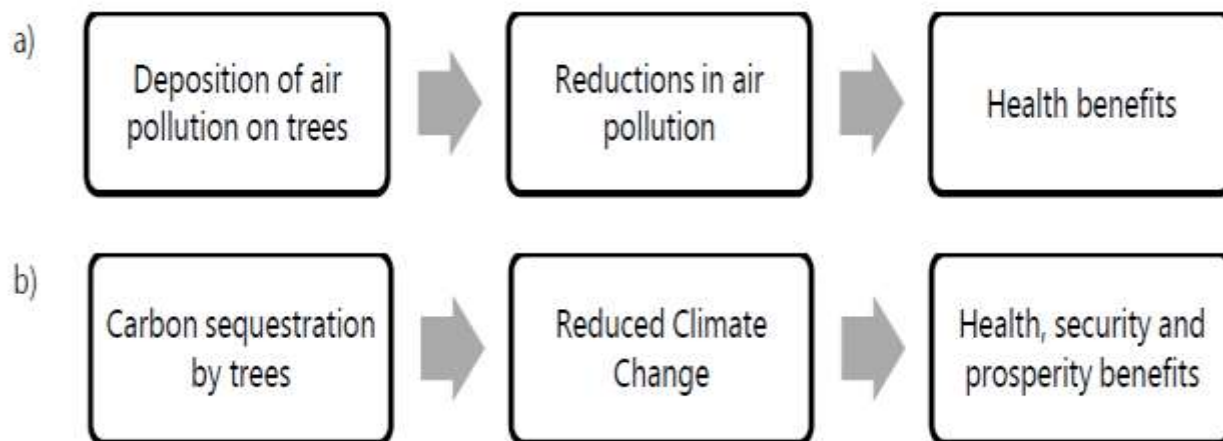 a)
Deposition of air
pollution on trees
Reductions in air
pollution
Health benefits
b)
Carbon sequestration
by trees
Reduced Climate
Change
Health, security and
prosperity benefits